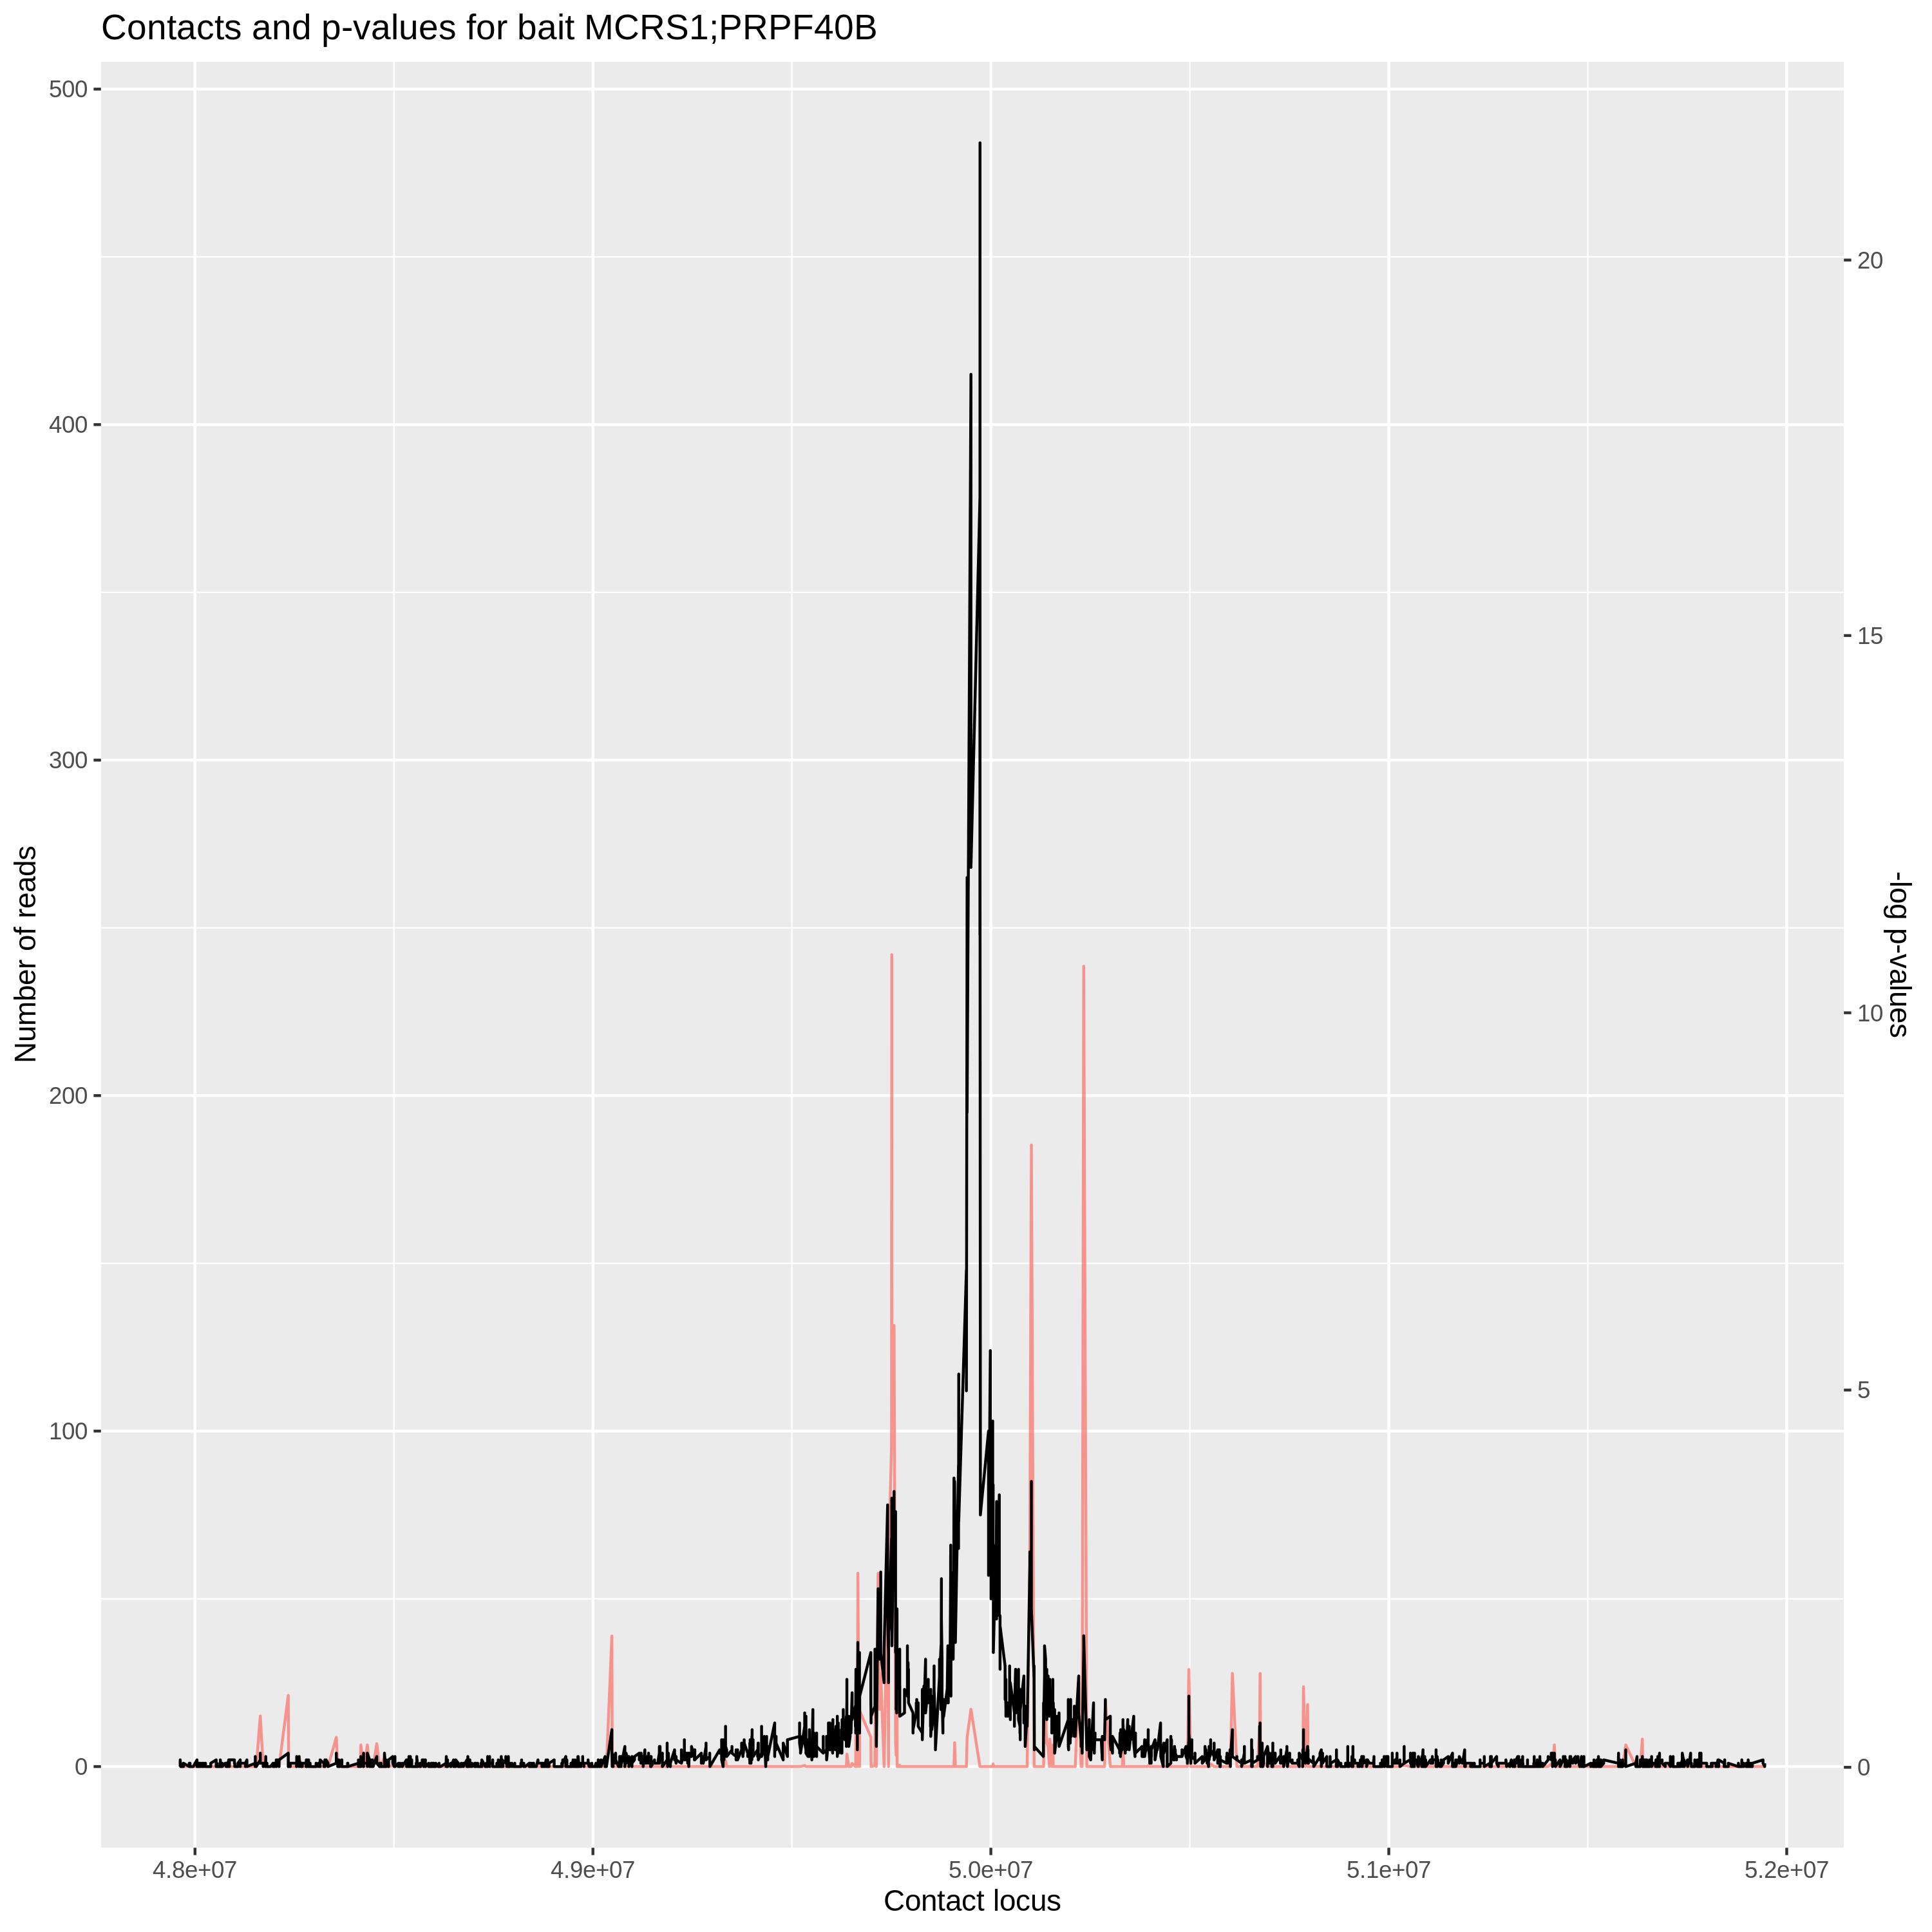 Contacts and p-values for bait MCRS1;PRPF40B
500
400
300
200
100
0
Number of reads
20
15
10
5
0
-log p-values
4.8e+07 4.9e+07 5.0e+07 5.1e+07 5.2e+07
Contact locus